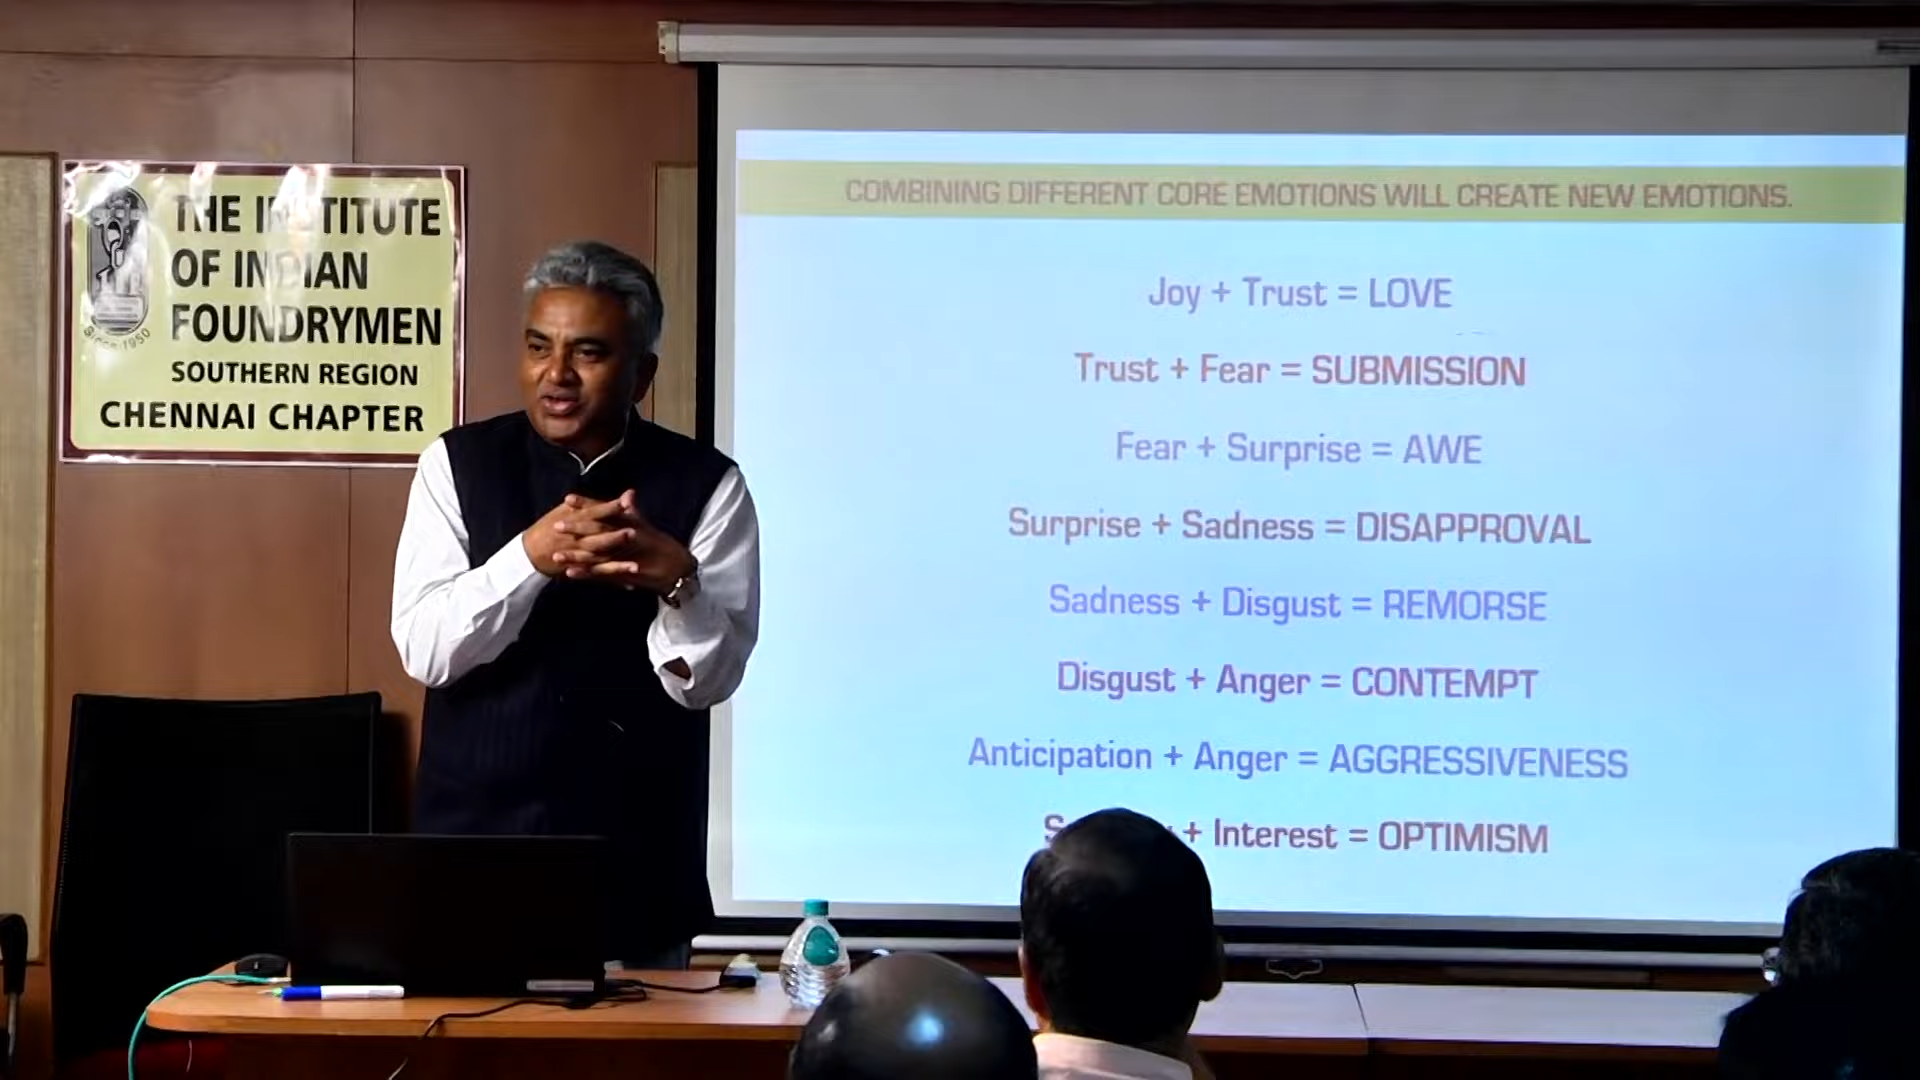 THE INSTITUTE
OF INDIAN
FOUNDRYMEN
SOUTHERN REGION
CHENNAI CHAPTER
Since 1950
COMBINING DIFFERENT CORE EMOTIONS WILL CREATE NEW EMOTIONS.
Joy + Trust = LOVE
Trust + Fear = SUBMISSION
Fear + Surprise = AWE
Surprise + Sadness = DISAPPROVAL
Sadness + Disgust = REMORSE
Disgust + Anger = CONTEMPT
Anticipation + Anger = AGGRESSIVENESS
+ Interest = OPTIMISM